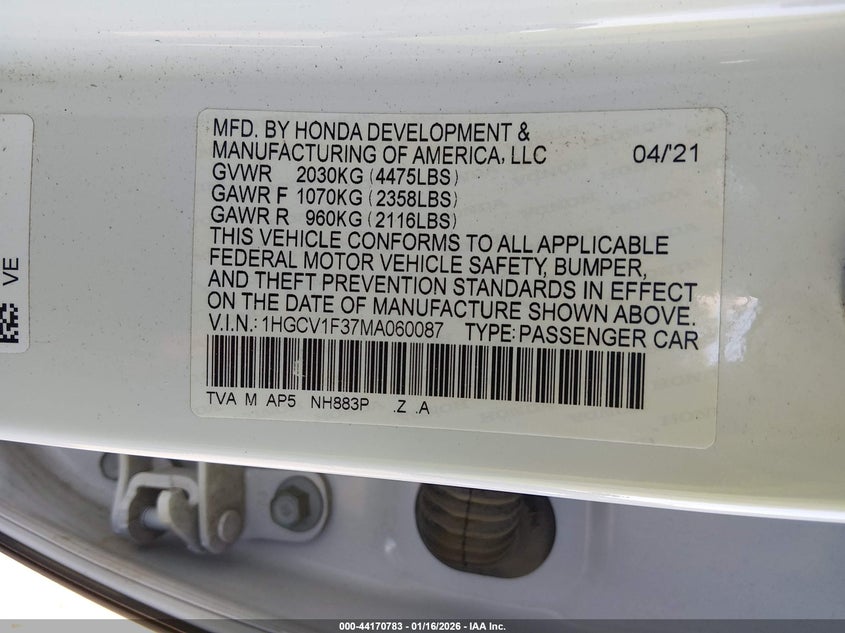 MFD. BY HONDA DEVELOPMENT &
MANUFACTURING OF AMERICA, LLC 04/'21
GVWR 2030KG (4475LBS)
GAWR F 1070KG (2358LBS)
GAWR R 960KG (2116LBS)
THIS VEHICLE CONFORMS TO ALL APPLICABLE
FEDERAL MOTOR VEHICLE SAFETY, BUMPER,
AND THEFT PREVENTION STANDARDS IN EFFECT
ON THE DATE OF MANUFACTURE SHOWN ABOVE.
V.I.N.: 1HGCV1F37MA060087 TYPE: PASSENGER CAR
TVA M AP5 NH883P .Z .A
VE
000-44170783 - 01/16/2026 - IAA Inc.